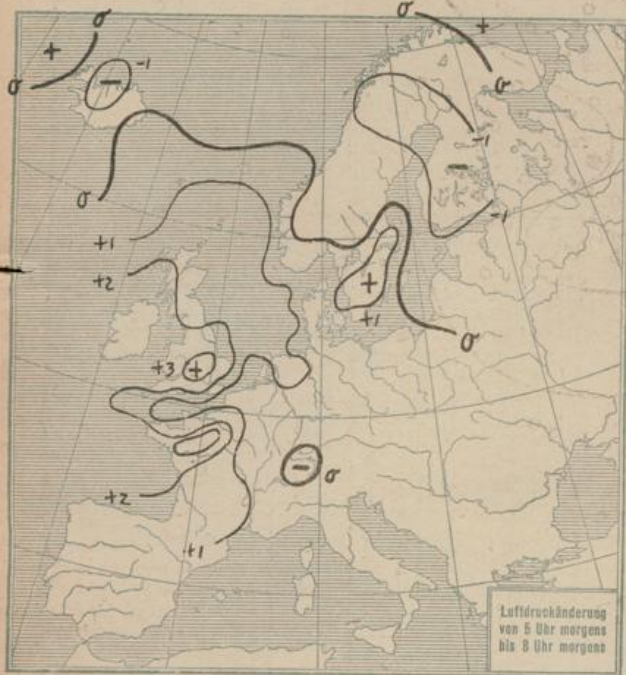 σ
σ
+
+
-1
σ
−
σ
-1
−
σ
-1
+1
+2
+
+1
σ
+3
+
−
σ
+2
+1
Luftdruckänderung
von 5 Uhr morgens
bis 8 Uhr morgens